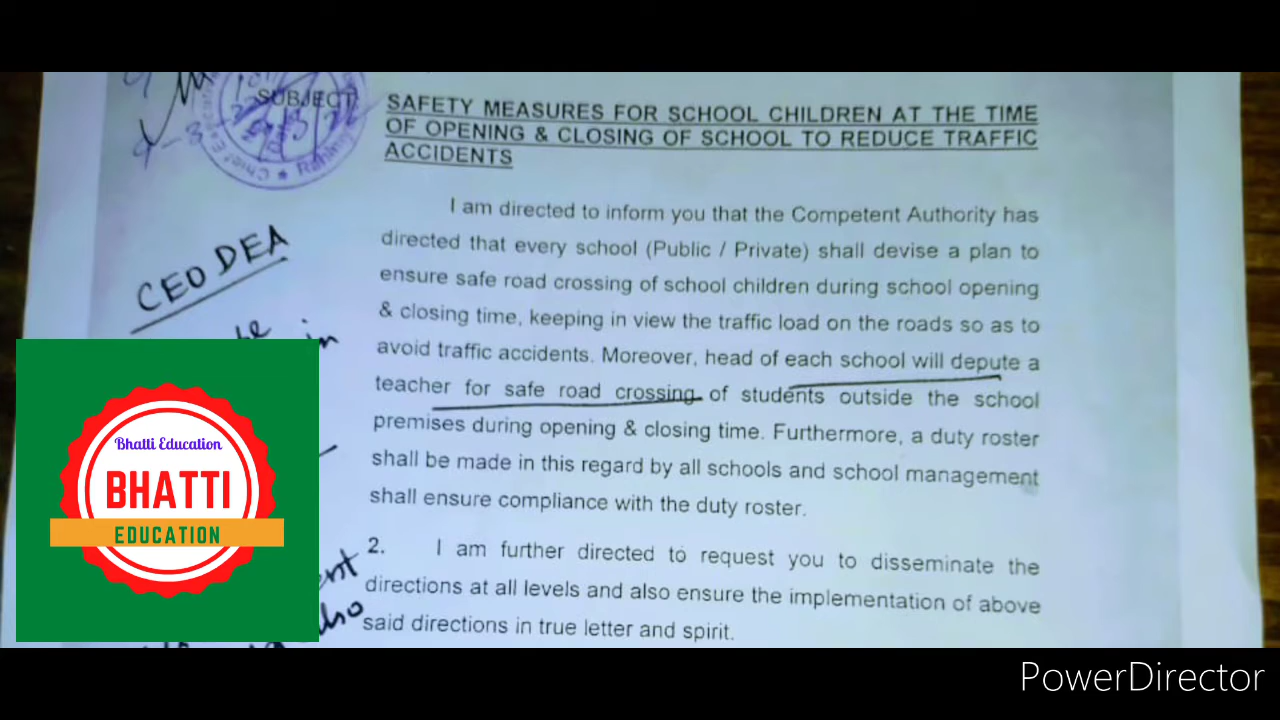 SUBJECT:
SAFETY MEASURES FOR SCHOOL CHILDREN AT THE TIME
OF OPENING & CLOSING OF SCHOOL TO REDUCE TRAFFIC
ACCIDENTS
I am directed to inform you that the Competent Authority has
directed that every school (Public / Private) shall devise a plan to
ensure safe road crossing of school children during school opening
& closing time, keeping in view the traffic load on the roads so as to
avoid traffic accidents. Moreover, head of each school will depute a
teacher for safe road crossing of students outside the school
premises during opening & closing time. Furthermore, a duty roster
shall be made in this regard by all schools and school management
shall ensure compliance with the duty roster.
2. I am further directed to request you to disseminate the
directions at all levels and also ensure the implementation of above
said directions in true letter and spirit.
CEO DEA
in
Bhatti Education
BHATTI
EDUCATION
PowerDirector